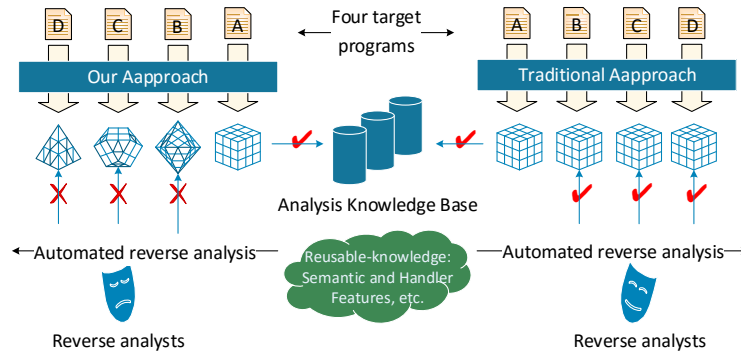 D C B A
Four target
programs
A B C D
Our Aapproach
Traditional Aapproach
Analysis Knowledge Base
Automated reverse analysis
Reusable-knowledge:
Semantic and Handler
Features, etc.
Automated reverse analysis
Reverse analysts
Reverse analysts